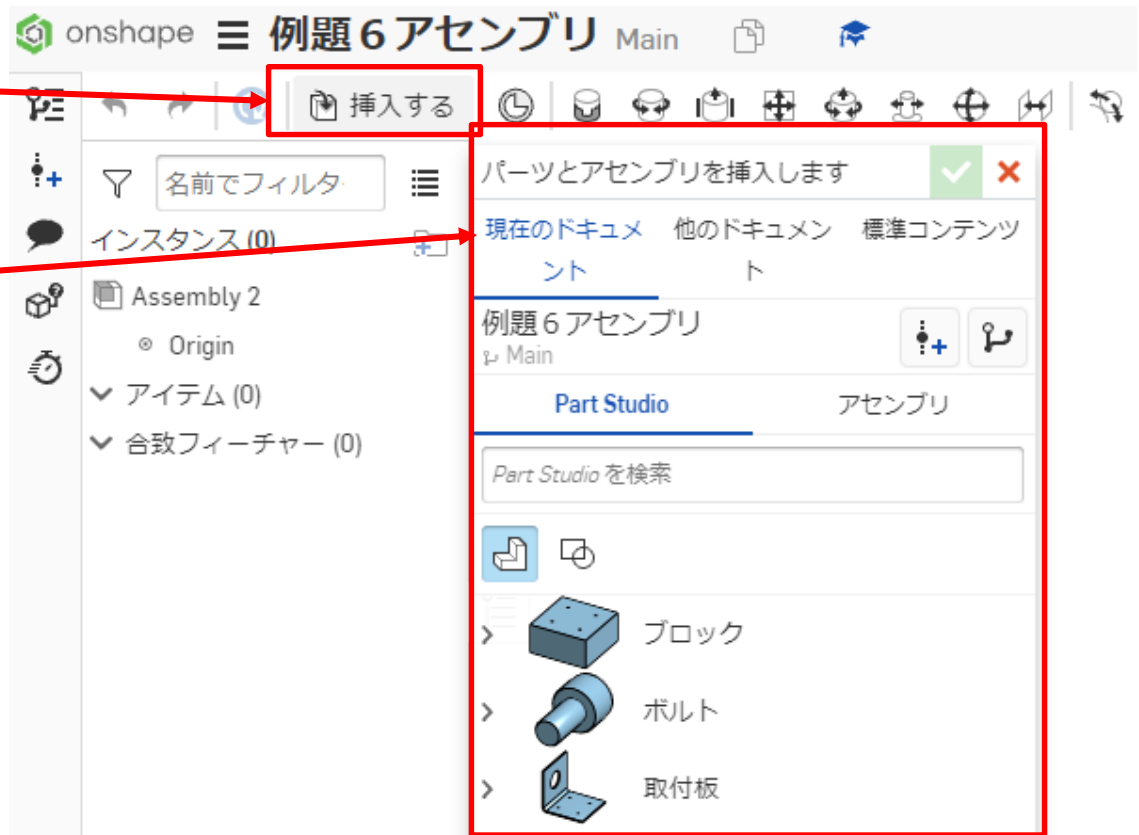 onshape 例題6アセンブリ Main
挿入する
名前でフィルタ
インスタンス (0)
Assembly 2
Origin
アイテム (0)
合致フィーチャー (0)
パーツとアセンブリを挿入します
現在のドキュメ
ント
他のドキュメン
ト
標準コンテンツ
例題6アセンブリ
Main
Part Studio
アセンブリ
Part Studio を検索
ブロック
ボルト
取付板